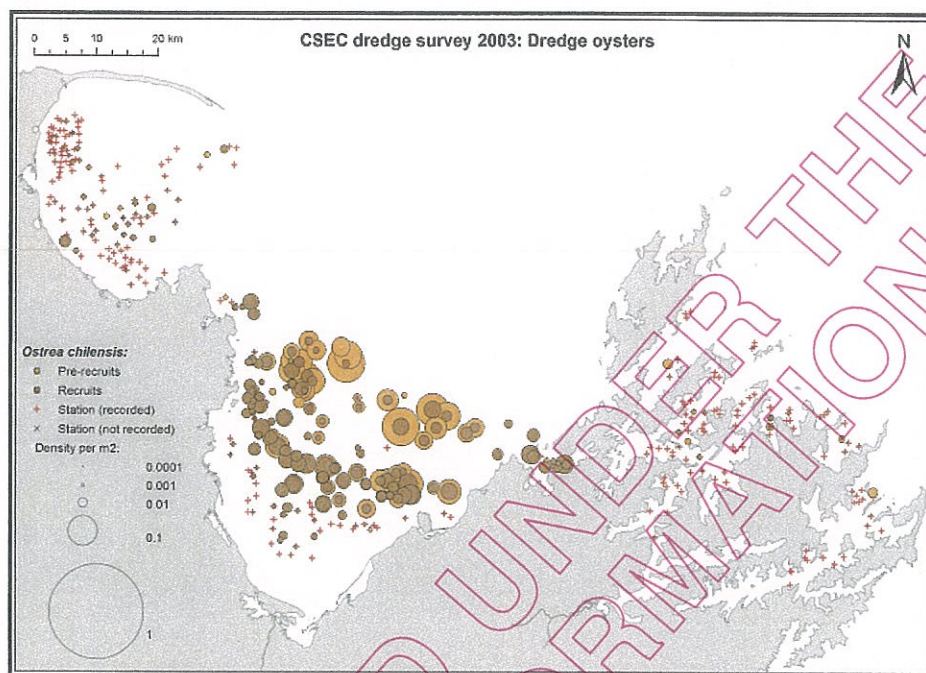 CSEC dredge survey 2003: Dredge oysters
0 5 10 20 km
N
Ostrea chilensis:
Pre-recruits
Recruits
Station (recorded)
Station (not recorded)
Density per m2:
0.0001
0.001
0.01
0.1
1
D UNDER THE
ORMATION